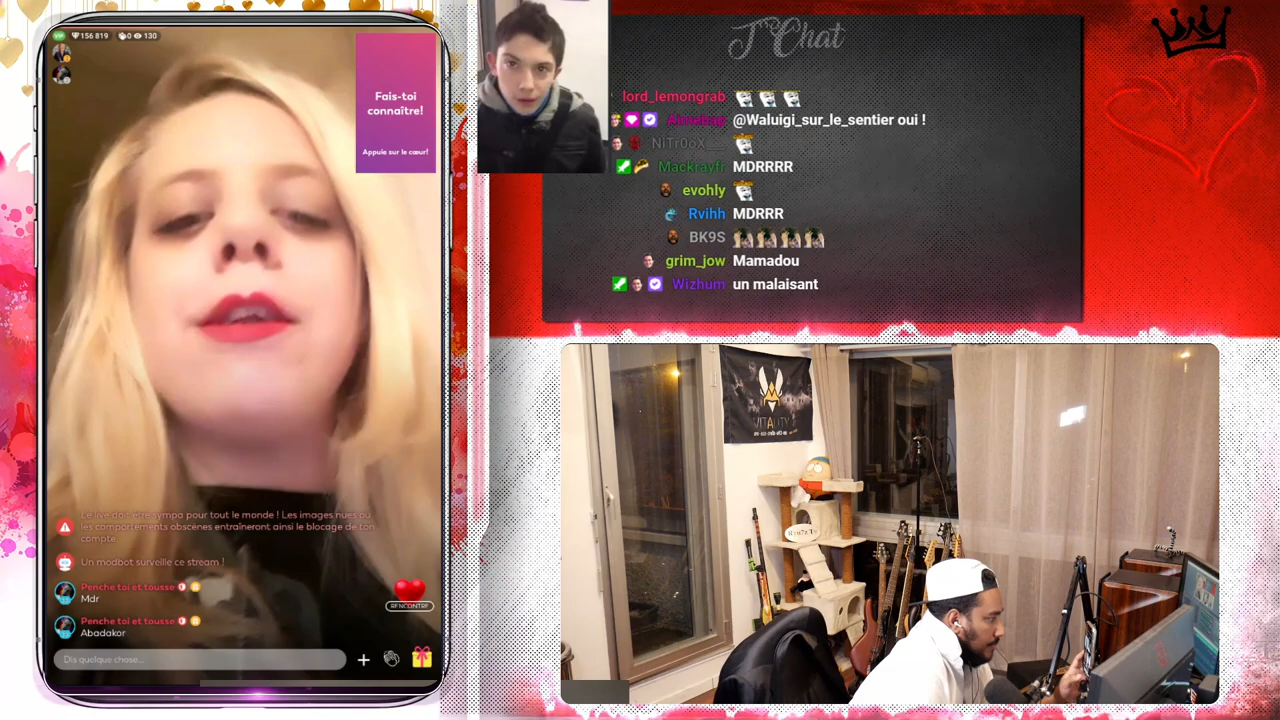 VIP 156 819 0 130
Fais-toi
connaître!
Appuie sur le cœur!
Le live doit être sympa pour tout le monde ! Les images nues ou
les comportements obscènes entraîneront ainsi le blocage de ton
compte.
Un modbot surveille ce stream !
Penche toi et tousse
Mdr
Penche toi et tousse
Abadakor
RENCONTRE
Dis quelque chose...
T'Chat
lord_lemongrab
@Waluigi_sur_le_sentier oui !
NiTr0oX__
Mackrayfr MDRRRR
evohly
Rvihh MDRRR
BK9S
grim_jow Mamadou
Wizhum un malaisant
VITALITY